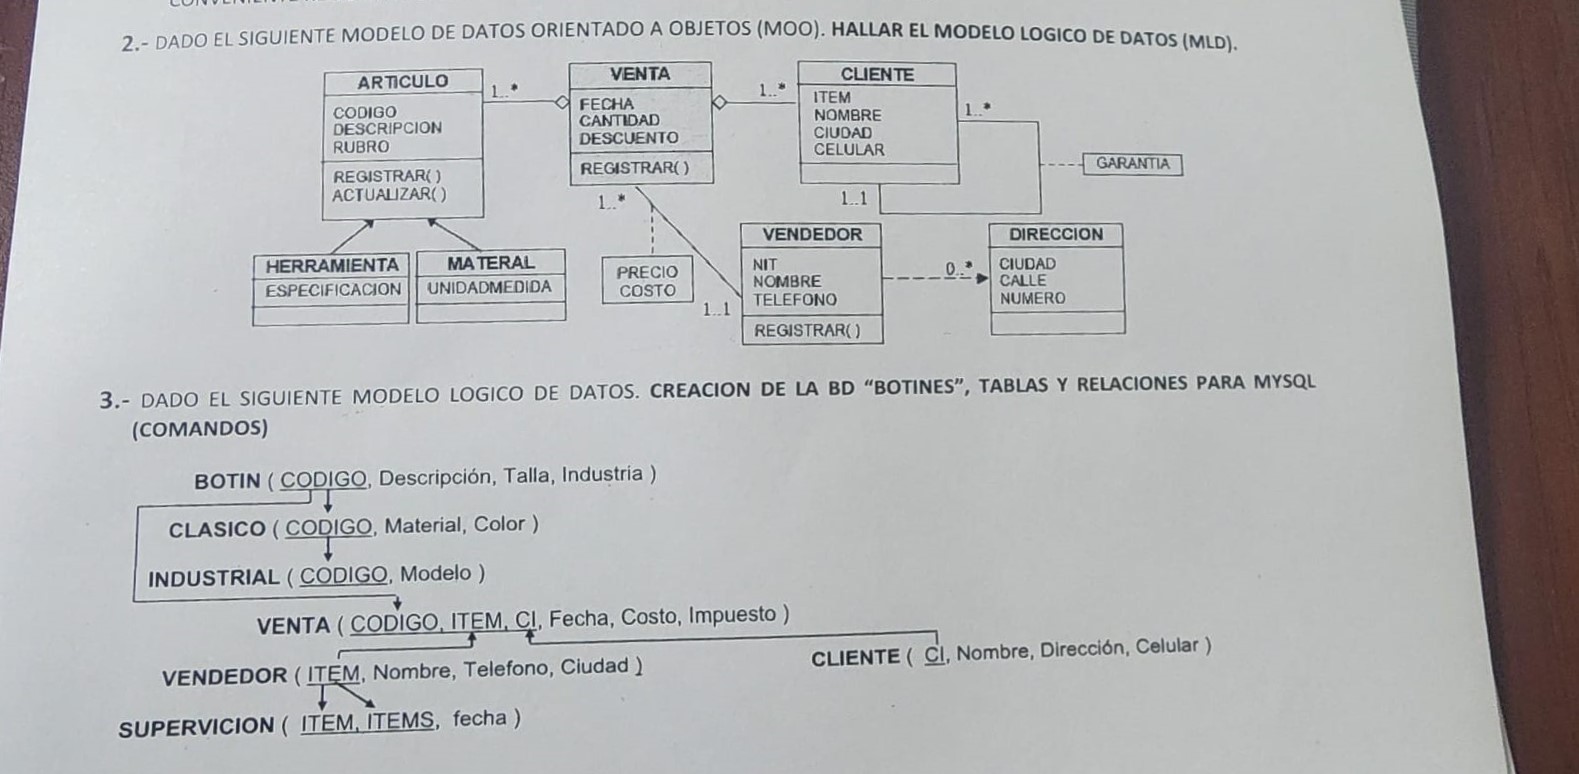 2.- DADO EL SIGUIENTE MODELO DE DATOS ORIENTADO A OBJETOS (MOO). HALLAR EL MODELO LOGICO DE DATOS (MLD).
ARTICULO
CODIGO
DESCRIPCION
RUBRO
REGISTRAR( )
ACTUALIZAR( )
1..*
VENTA
FECHA
CANTIDAD
DESCUENTO
REGISTRAR( )
1..*
CLIENTE
ITEM
NOMBRE
CIUDAD
CELULAR
1..*
GARANTIA
1..1
1..*
HERRAMIENTA
ESPECIFICACION
MATERAL
UNIDADMEDIDA
PRECIO
COSTO
1..1
VENDEDOR
NIT
NOMBRE
TELEFONO
REGISTRAR( )
0..*
DIRECCION
CIUDAD
CALLE
NUMERO
3.- DADO EL SIGUIENTE MODELO LOGICO DE DATOS. CREACION DE LA BD “BOTINES”, TABLAS Y RELACIONES PARA MYSQL
(COMANDOS)
BOTIN ( CODIGO, Descripción, Talla, Industria )
CLASICO ( CODIGO, Material, Color )
INDUSTRIAL ( CODIGO, Modelo )
VENTA ( CODIGO, ITEM, CI, Fecha, Costo, Impuesto )
VENDEDOR ( ITEM, Nombre, Telefono, Ciudad )
CLIENTE ( CI, Nombre, Dirección, Celular )
SUPERVICION ( ITEM, ITEMS, fecha )